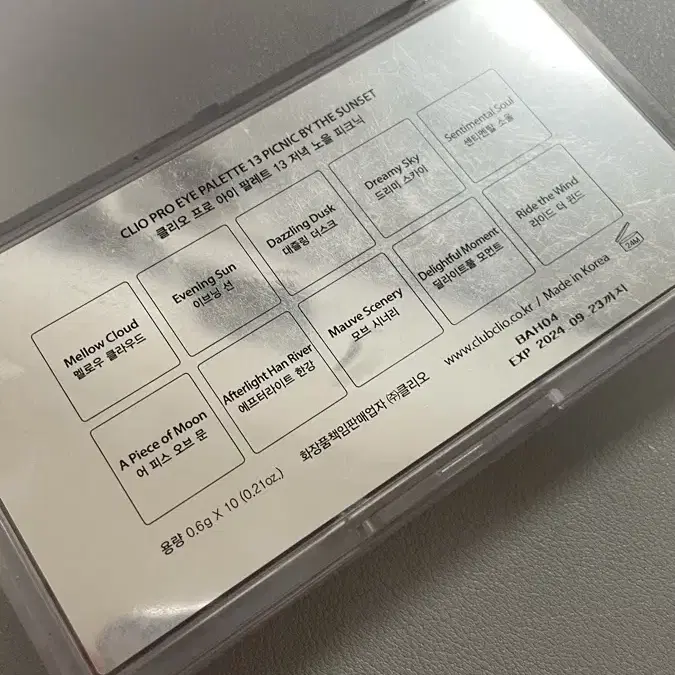 CLIO PRO EYE PALETTE 13 PICNIC BY THE SUNSET
클리오 프로 아이 팔레트 13 저녁 노을 피크닉
Mellow Cloud
멜로우 클라우드
Evening Sun
이브닝 선
Dazzling Dusk
대즐링 더스크
Dreamy Sky
드리미 스카이
Sentimental Soul
센티멘탈 소울
A Piece of Moon
어 피스 오브 문
Afterlight Han River
에프터라이트 한강
Mauve Scenery
모브 시너리
Delightful Moment
딜라이트풀 모먼트
Ride the Wind
라이드 더 윈드
용량 0.6g X 10 (0.21oz.)
화장품책임판매업자 ㈜클리오
www.clubclio.co.kr / Made in Korea
24M
BAH04
EXP 2024 09 23까지